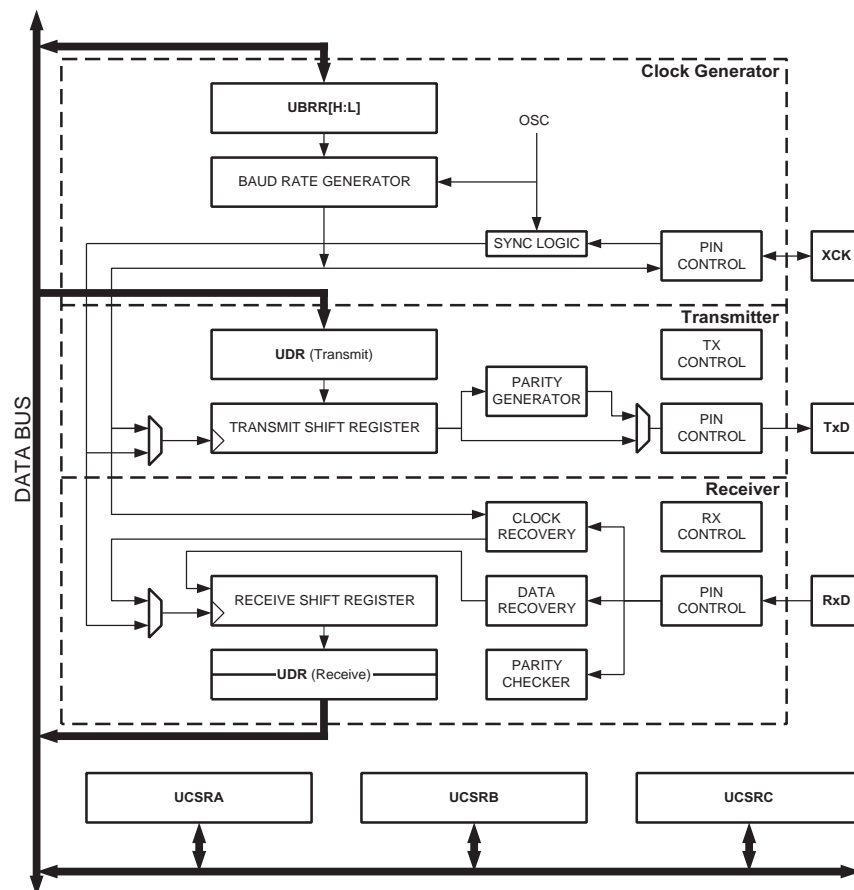 Clock Generator
UBRR[H:L]
OSC
BAUD RATE GENERATOR
SYNC LOGIC
PIN
CONTROL
XCK
Transmitter
UDR (Transmit)
TX
CONTROL
PARITY
GENERATOR
TRANSMIT SHIFT REGISTER
PIN
CONTROL
TxD
DATA BUS
Receiver
CLOCK
RECOVERY
RX
CONTROL
RECEIVE SHIFT REGISTER
DATA
RECOVERY
PIN
CONTROL
RxD
UDR (Receive)
PARITY
CHECKER
UCSRA
UCSRB
UCSRC